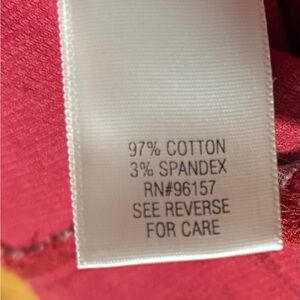 97% COTTON
3% SPANDEX
RN#96157
SEE REVERSE
FOR CARE